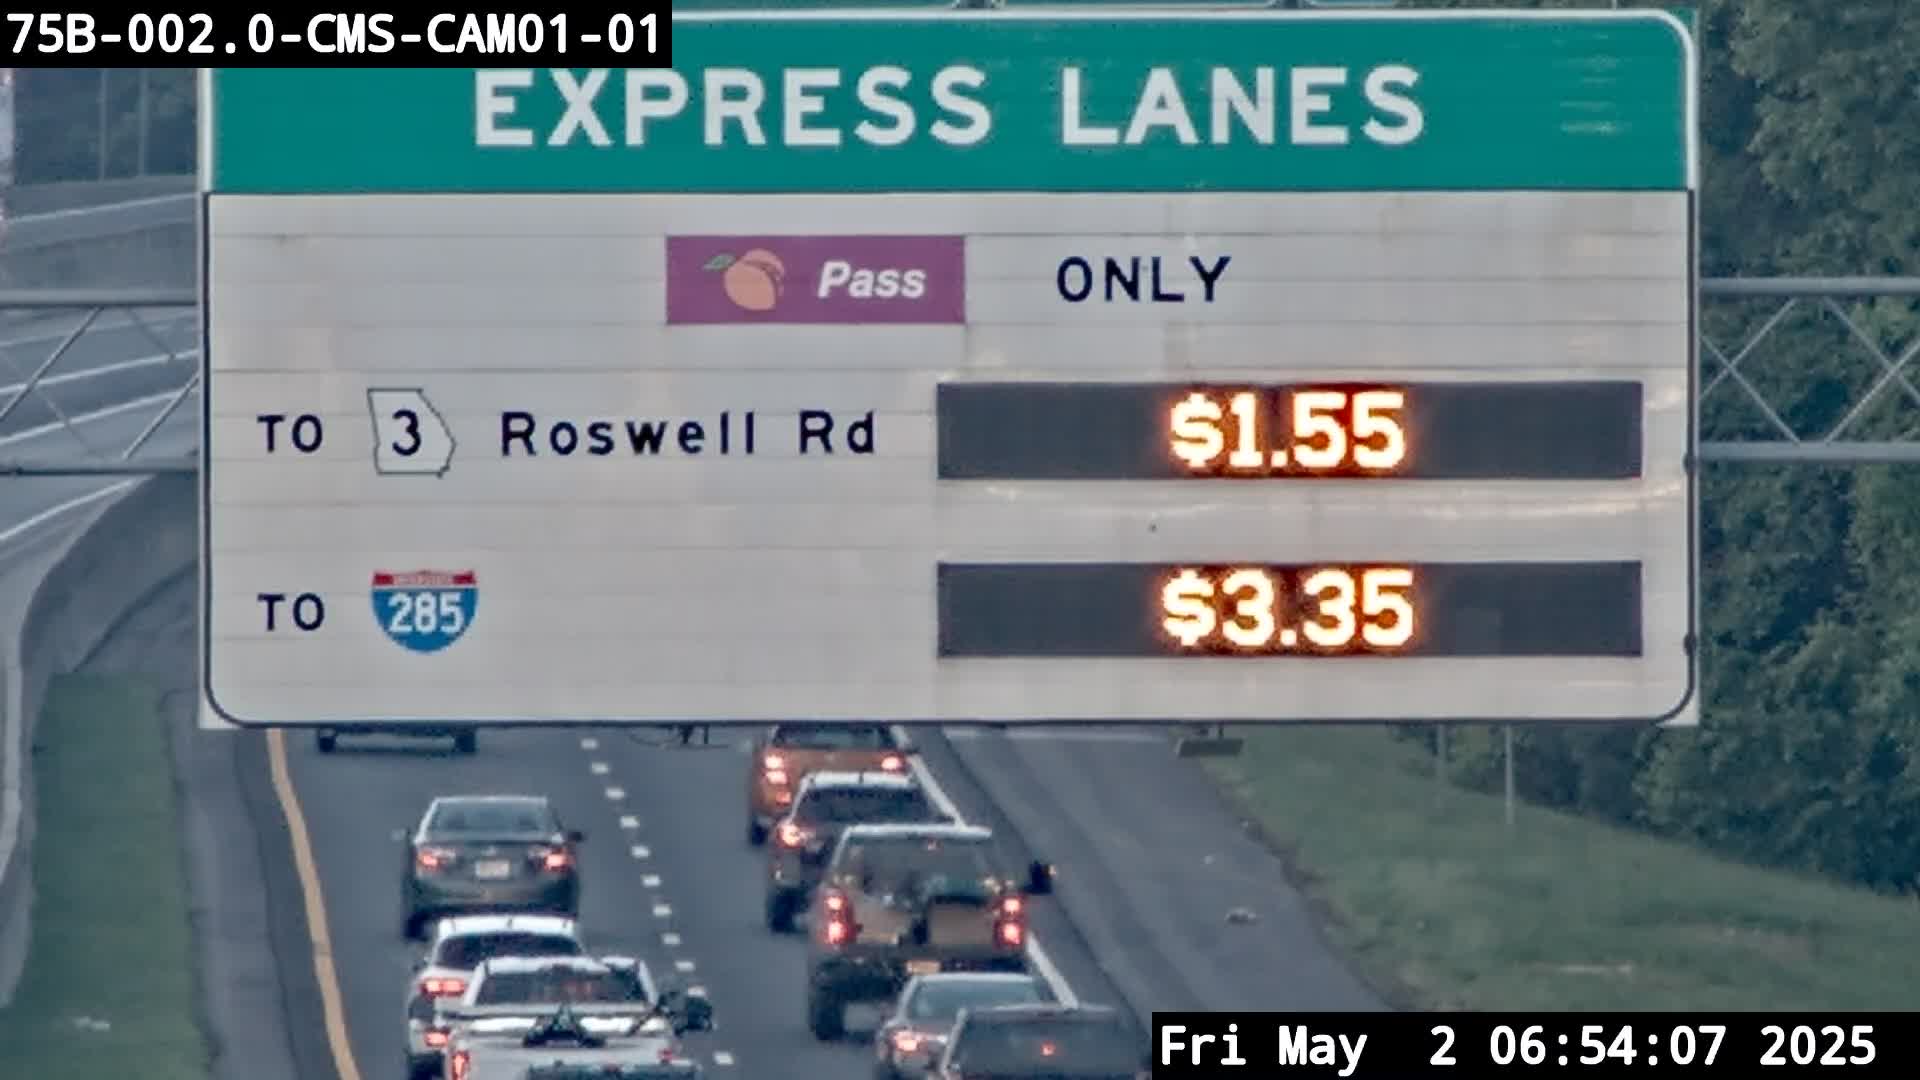 75B-002.0-CMS-CAM01-01
EXPRESS LANES
Pass ONLY
TO 3 Roswell Rd $1.55
TO 285 $3.35
Fri May 2 06:54:07 2025